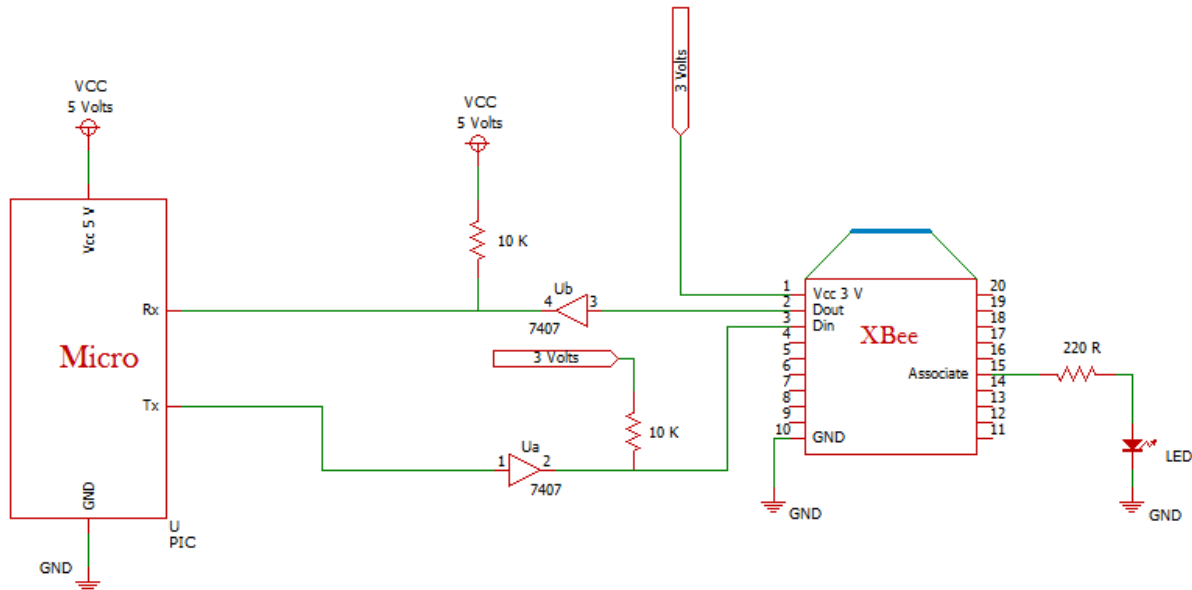 3 Volts
VCC
5 Volts
VCC
5 Volts
Vcc 5 V
Rx
Micro
Tx
GND
U
PIC
GND
10 K
Ub
4
3
7407
3 Volts
10 K
Ua
1
2
7407
1
2
3
4
5
6
7
8
9
10
Vcc 3 V
Dout
Din
XBee
Associate
GND
20
19
18
17
16
15
14
13
12
11
GND
220 R
LED
GND